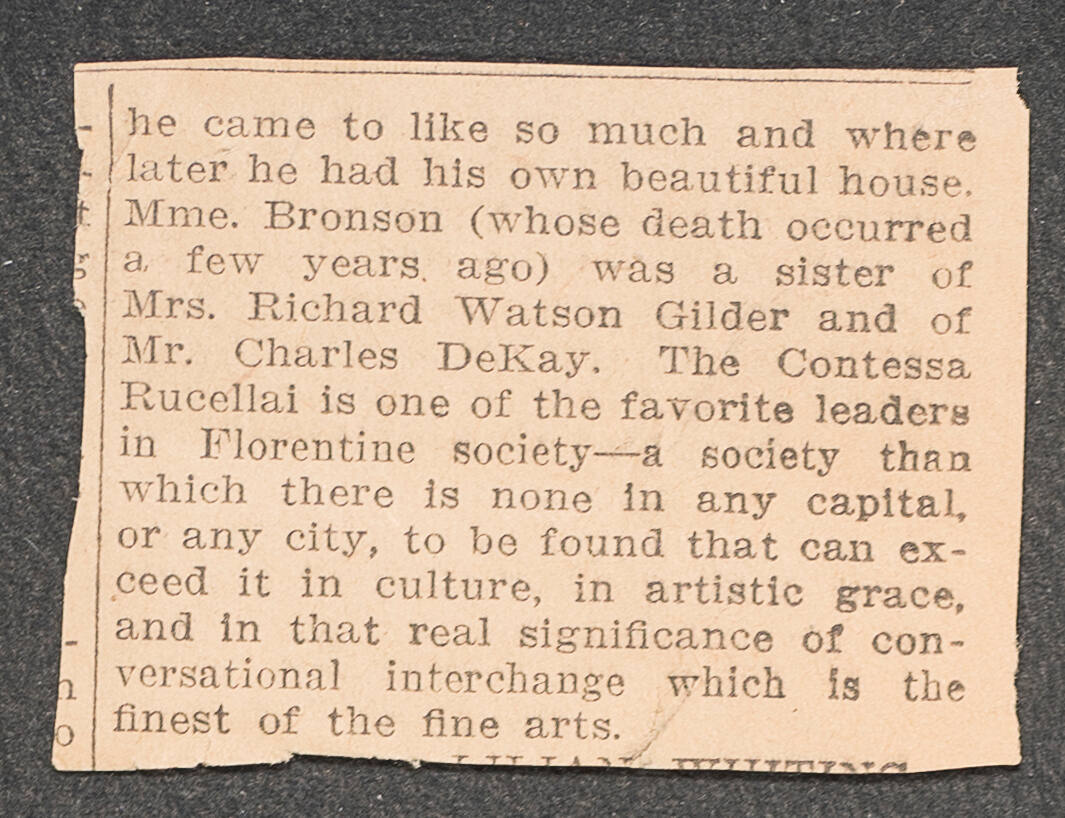 he came to like so much and where
later he had his own beautiful house.
Mme. Bronson (whose death occurred
a few years ago) was a sister of
Mrs. Richard Watson Gilder and of
Mr. Charles DeKay. The Contessa
Rucellai is one of the favorite leaders
in Florentine society—a society than
which there is none in any capital,
or any city, to be found that can ex-
ceed it in culture, in artistic grace,
and in that real significance of con-
versational interchange which is the
finest of the fine arts.
LILIAN WHITING